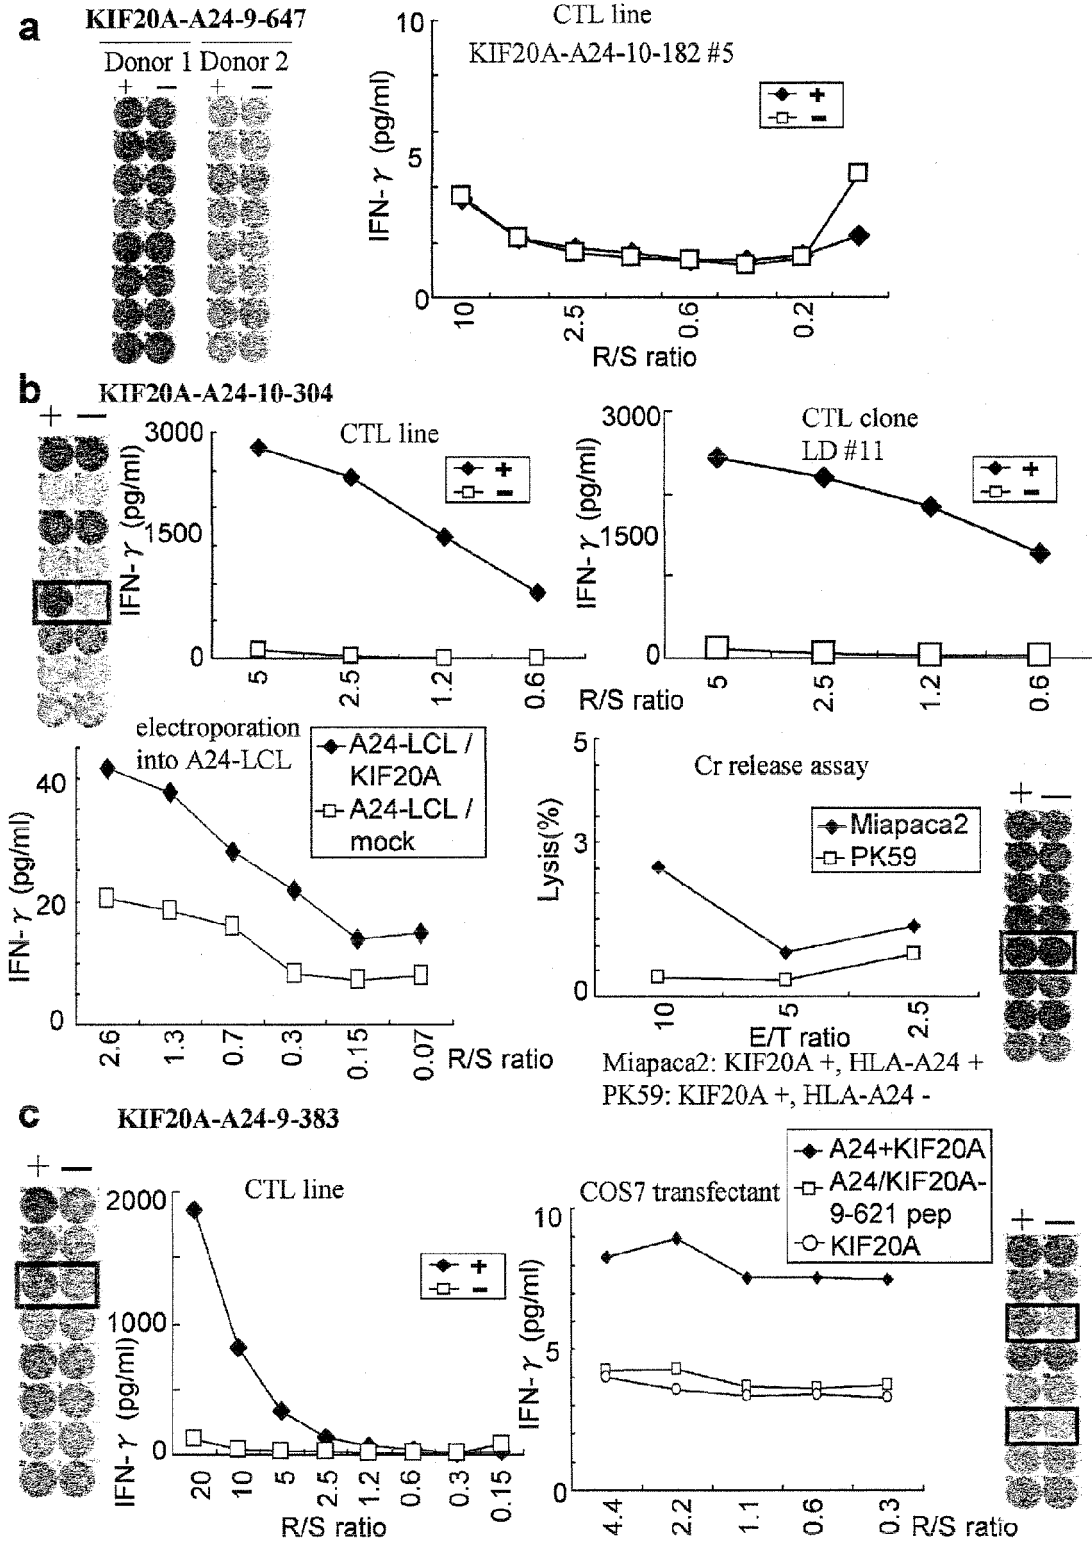 a
KIF20A-A24-9-647
Donor 1 Donor 2
+ − + −
CTL line
KIF20A-A24-10-182 #5
+
−
IFN-γ (pg/ml)
10
5
0
10 2.5 0.6 0.2
R/S ratio
b
KIF20A-A24-10-304
+ −
CTL line
+
−
IFN-γ (pg/ml)
3000
1500
0
5 2.5 1.2 0.6
R/S ratio
CTL clone
LD #11
+
−
IFN-γ (pg/ml)
3000
1500
0
5 2.5 1.2 0.6
electroporation
into A24-LCL
A24-LCL /
KIF20A
A24-LCL /
mock
IFN-γ (pg/ml)
40
20
0
2.6 1.3 0.7 0.3 0.15 0.07
R/S ratio
Cr release assay
Miapaca2
PK59
Lysis(%)
5
3
0
10 5 2.5
E/T ratio
+ −
Miapaca2: KIF20A +, HLA-A24 +
PK59: KIF20A +, HLA-A24 -
c
KIF20A-A24-9-383
+ −
CTL line
+
−
IFN-γ (pg/ml)
2000
1000
0
20 10 5 2.5 1.2 0.6 0.3 0.15
R/S ratio
COS7 transfectant
A24+KIF20A
A24/KIF20A-
9-621 pep
KIF20A
IFN-γ (pg/ml)
10
5
0
4.4 2.2 1.1 0.6 0.3
R/S ratio
+ −